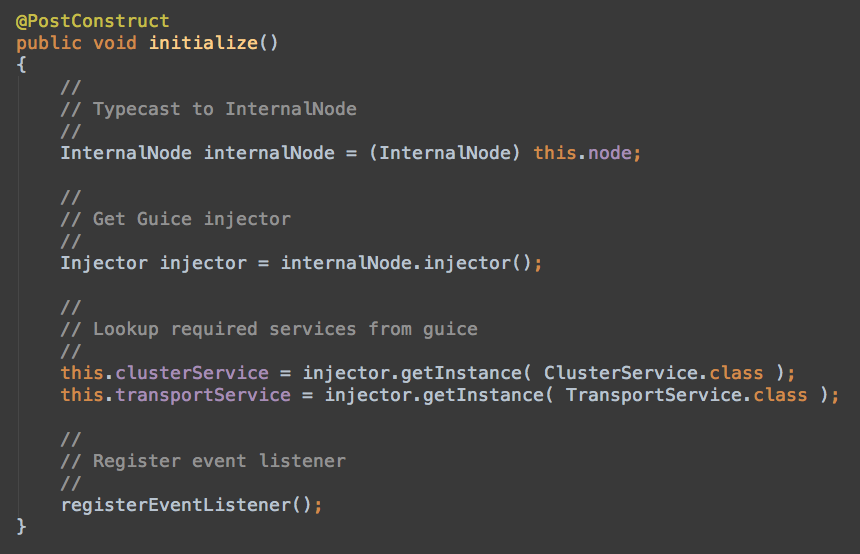 @PostConstruct
public void initialize()
{
    //
    // Typecast to InternalNode
    //
    InternalNode internalNode = (InternalNode) this.node;

    //
    // Get Guice injector
    //
    Injector injector = internalNode.injector();

    //
    // Lookup required services from guice
    //
    this.clusterService = injector.getInstance( ClusterService.class );
    this.transportService = injector.getInstance( TransportService.class );

    //
    // Register event listener
    //
    registerEventListener();
}